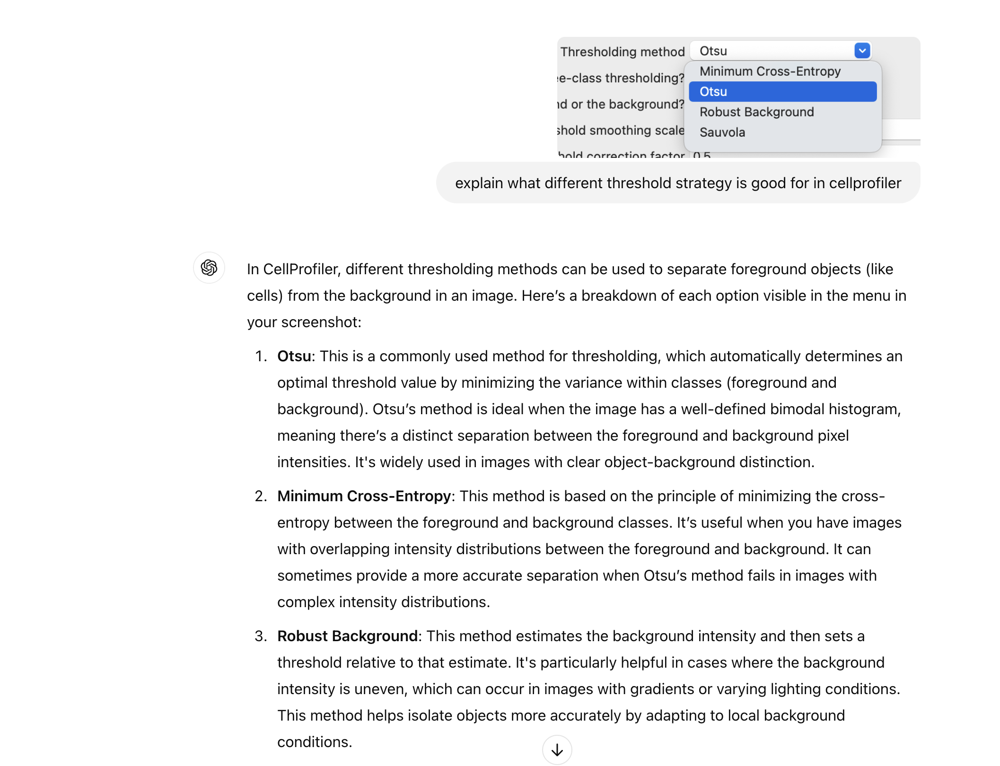 Thresholding method Otsu
ee-class thresholding? Minimum Cross-Entropy
Otsu
nd or the background? Robust Background
shold smoothing scale Sauvola
hold correction factor 0.5
explain what different threshold strategy is good for in cellprofiler
In CellProfiler, different thresholding methods can be used to separate foreground objects (like
cells) from the background in an image. Here’s a breakdown of each option visible in the menu in
your screenshot:
1. Otsu: This is a commonly used method for thresholding, which automatically determines an
optimal threshold value by minimizing the variance within classes (foreground and
background). Otsu’s method is ideal when the image has a well-defined bimodal histogram,
meaning there’s a distinct separation between the foreground and background pixel
intensities. It's widely used in images with clear object-background distinction.
2. Minimum Cross-Entropy: This method is based on the principle of minimizing the cross-
entropy between the foreground and background classes. It’s useful when you have images
with overlapping intensity distributions between the foreground and background. It can
sometimes provide a more accurate separation when Otsu’s method fails in images with
complex intensity distributions.
3. Robust Background: This method estimates the background intensity and then sets a
threshold relative to that estimate. It's particularly helpful in cases where the background
intensity is uneven, which can occur in images with gradients or varying lighting conditions.
This method helps isolate objects more accurately by adapting to local background
conditions.